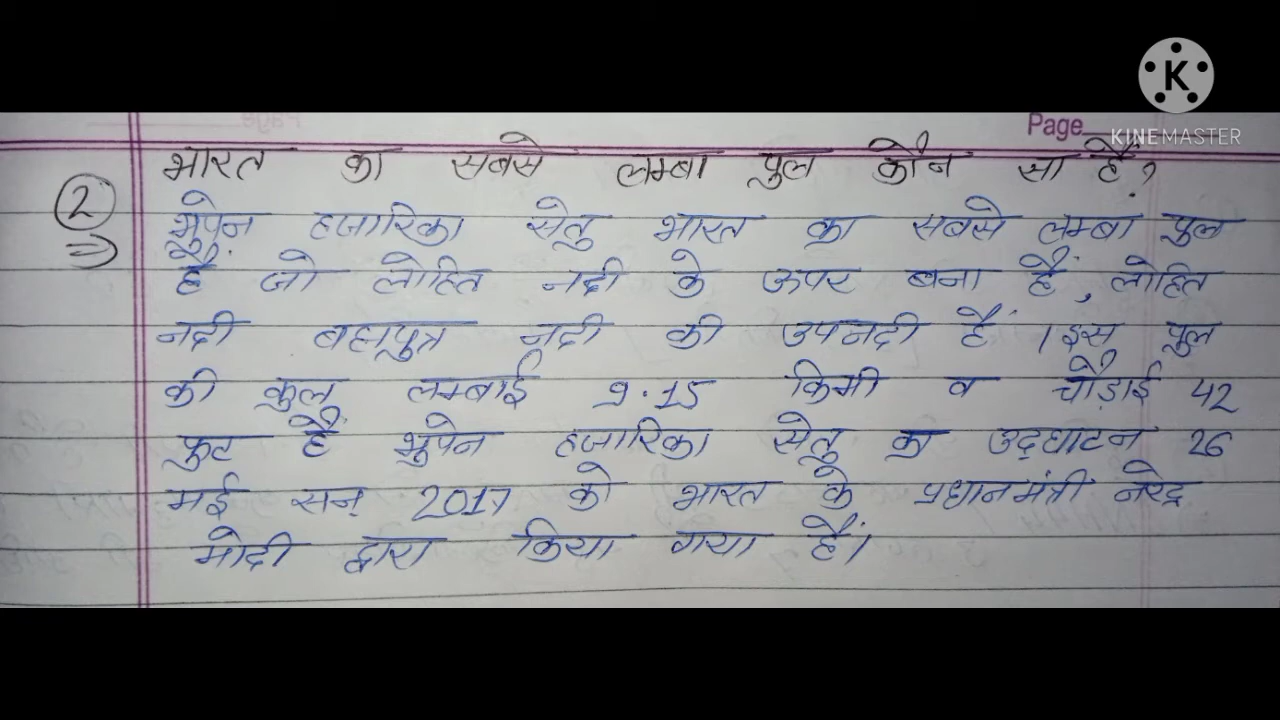 K
KINEMASTER
Page
भारत का सबसे लम्बा पुल कौन सा है?
② भुपेन हजारिका सेतु भारत का सबसे लम्बा पुल
⇒ हैं जो लोहित नदी के ऊपर बना हैं, लोहित
नदी बह्मपुत्र नदी की उपनदी हैं। इस पुल
की कुल लम्बाई 9.15 किमी व चौड़ाई 42
फुट हैं भुपेन हजारिका सेतु का उद्घाटन 26
मई सन् 2017 को भारत के प्रधानमंत्री नरेद्र
मोदी द्वारा किया गया हैं।